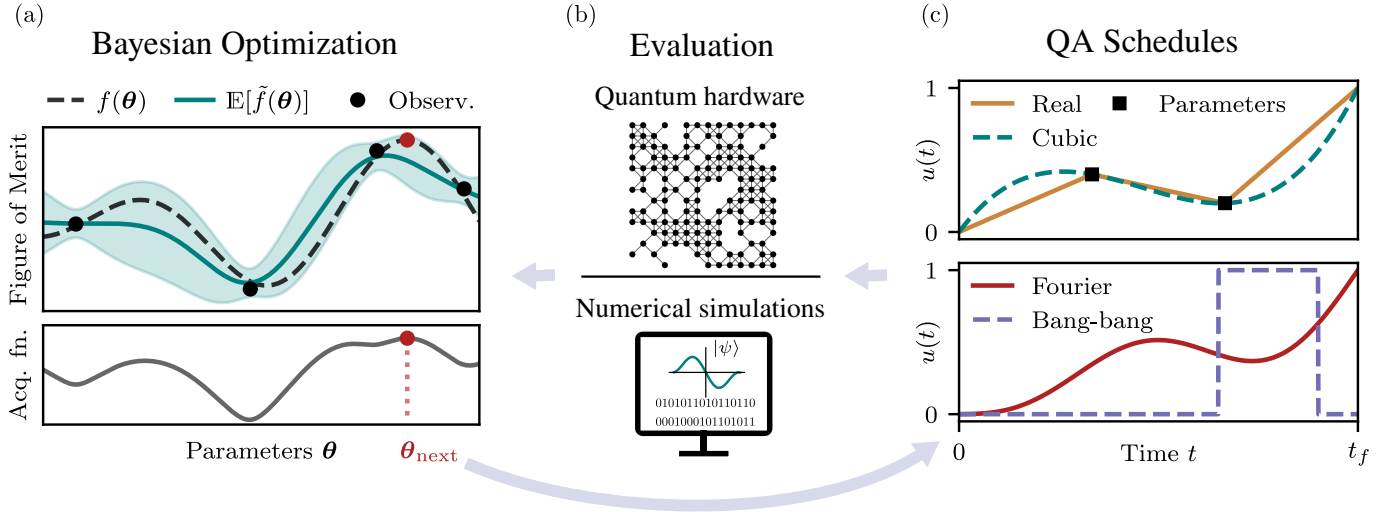 (a)
Bayesian Optimization
f(θ)
𝔼[f̃(θ)]
Observ.
Figure of Merit
Acq. fn.
Parameters θ
θnext
(b)
Evaluation
Quantum hardware
Numerical simulations
|ψ⟩
0101011010110110
0001000101101011
(c)
QA Schedules
1
Real
Parameters
Cubic
u(t)
0
1
Fourier
Bang-bang
u(t)
0
0
Time t
t_f